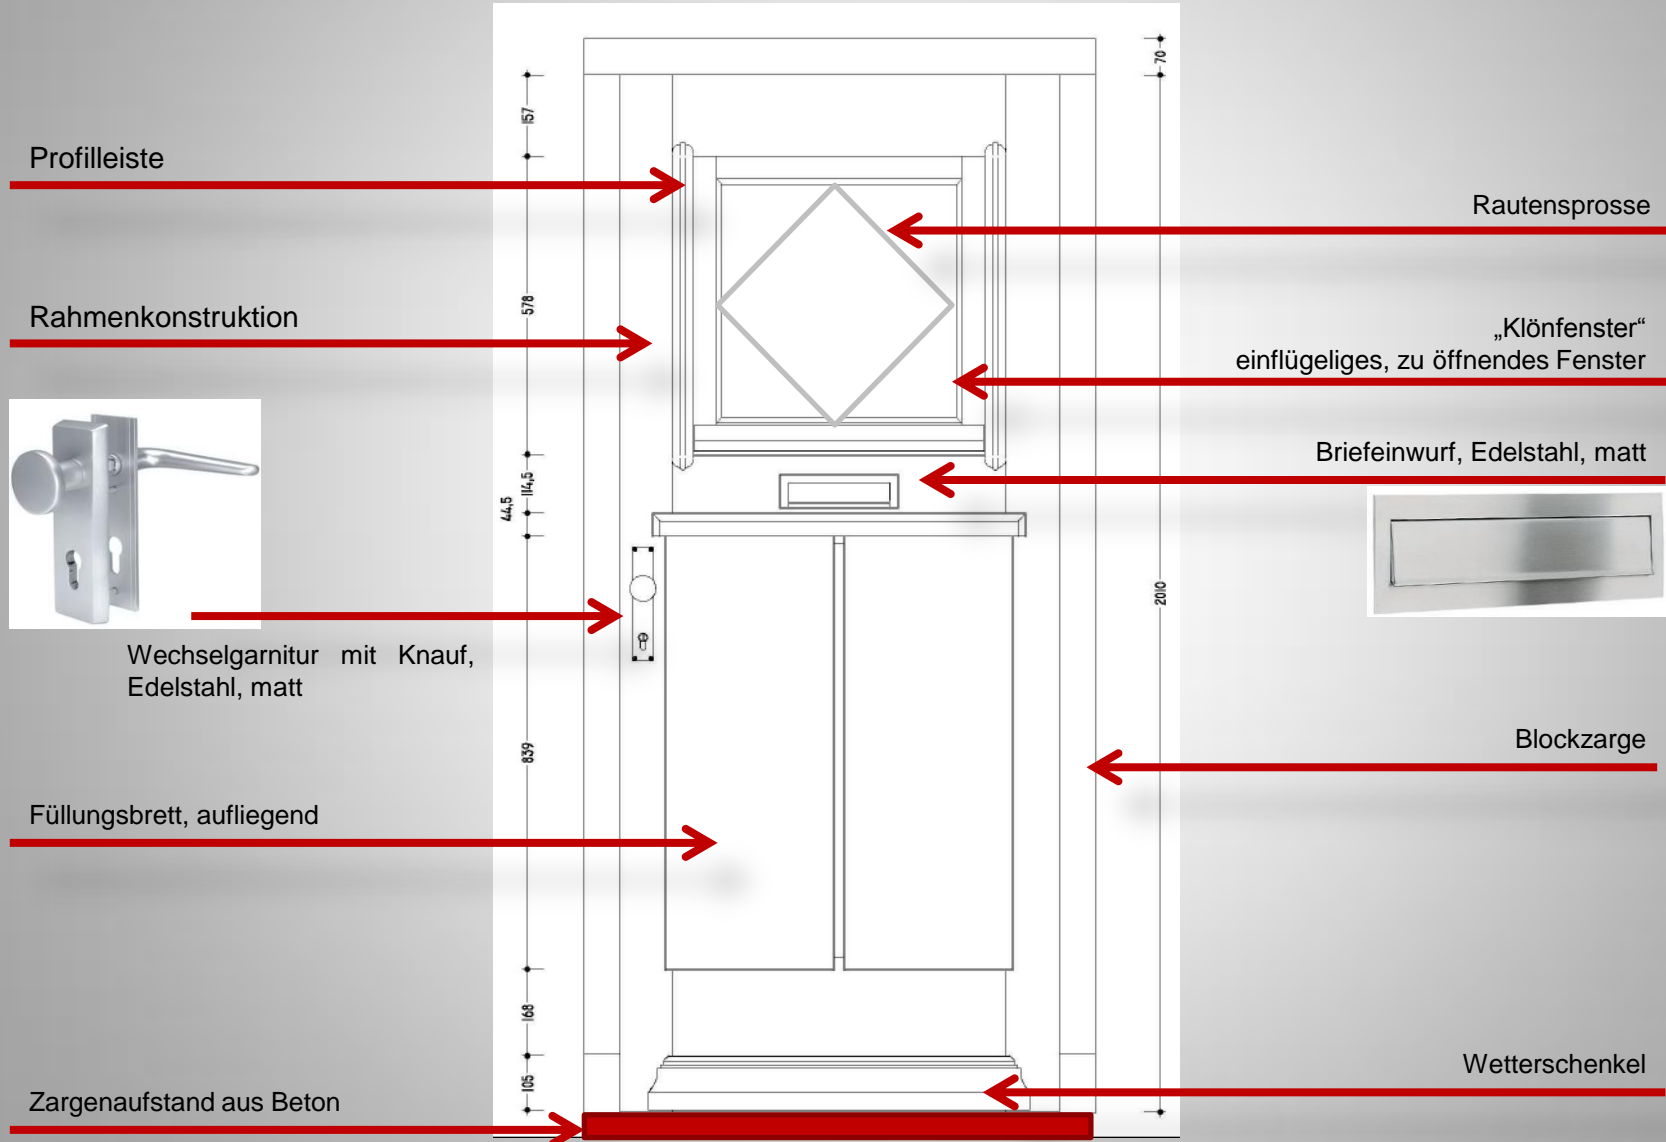 70
157
Profilleiste
Rautensprosse
578
Rahmenkonstruktion
„Klönfenster“
einflügeliges, zu öffnendes Fenster
Briefeinwurf, Edelstahl, matt
114,5
44,5
2010
Wechselgarnitur mit Knauf,
Edelstahl, matt
839
Blockzarge
Füllungsbrett, aufliegend
168
Wetterschenkel
105
Zargenaufstand aus Beton